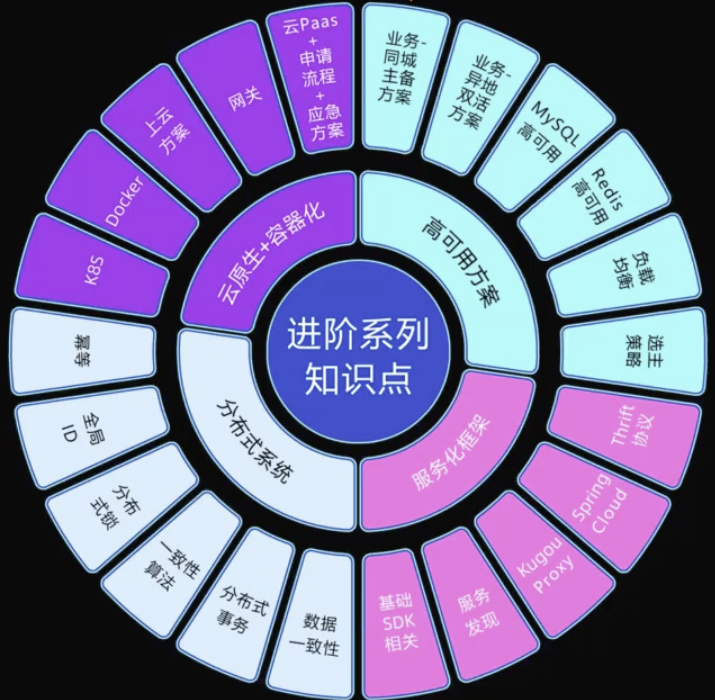 进阶系列
知识点
高可用方案
业务-
同城
主备
方案
业务-
异地
双活
方案
MySQL
高可用
Redis
高可用
负载
均衡
选主
策略
服务化框架
Thrift
协议
Spring
Cloud
Kugou
Proxy
服务
发现
基础
SDK
相关
分布式系统
数据
一致性
分布式
事务
一致性
算法
分布
式锁
全局
ID
幂等
云原生+容器化
K8S
Docker
上云
方案
网关
云Paas
+
申请
流程
+
应急
方案